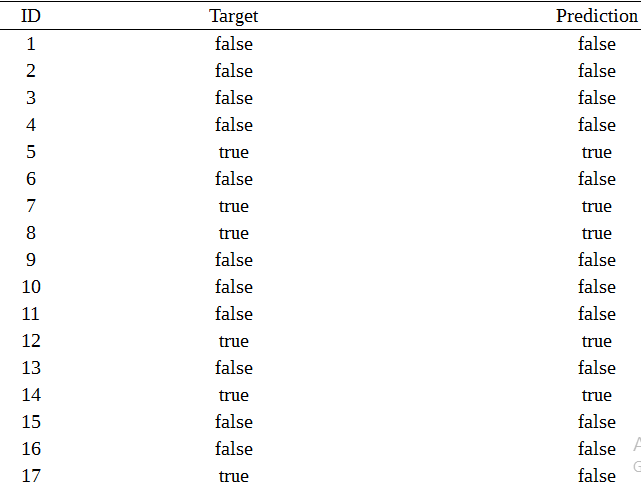 ID Target Prediction
1 false false
2 false false
3 false false
4 false false
5 true true
6 false false
7 true true
8 true true
9 false false
10 false false
11 false false
12 true true
13 false false
14 true true
15 false false
16 false false
17 true false